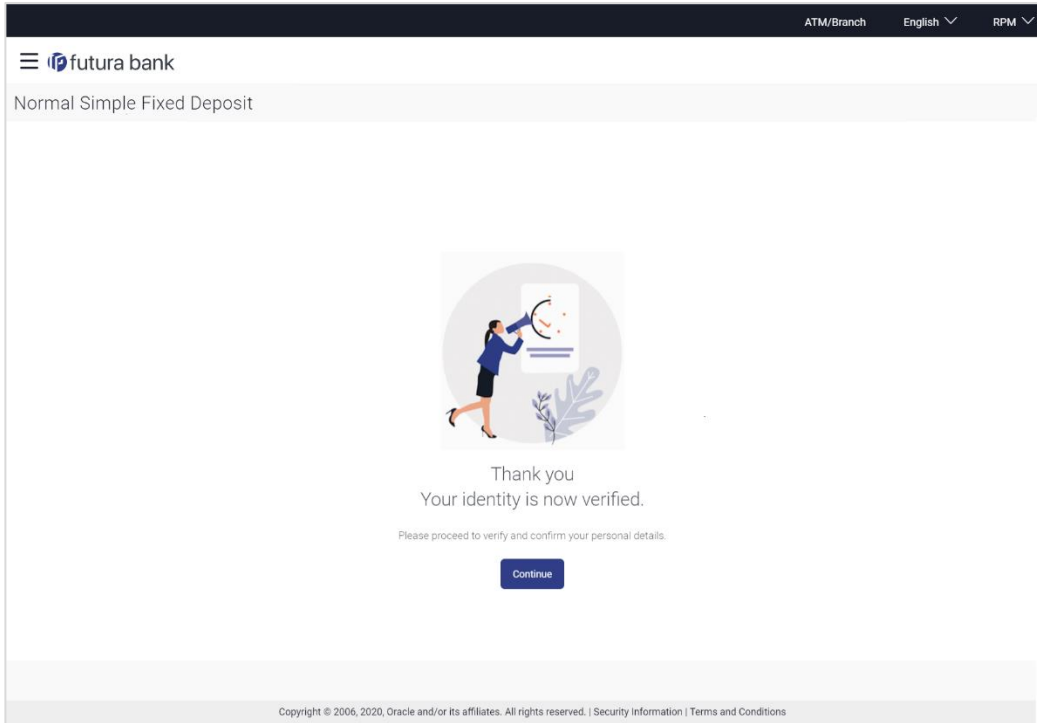 ATM/Branch English RPM
futura bank
Normal Simple Fixed Deposit
Thank you
Your identity is now verified.
Please proceed to verify and confirm your personal details.
Continue
Copyright © 2006, 2020, Oracle and/or its affiliates. All rights reserved. | Security Information | Terms and Conditions